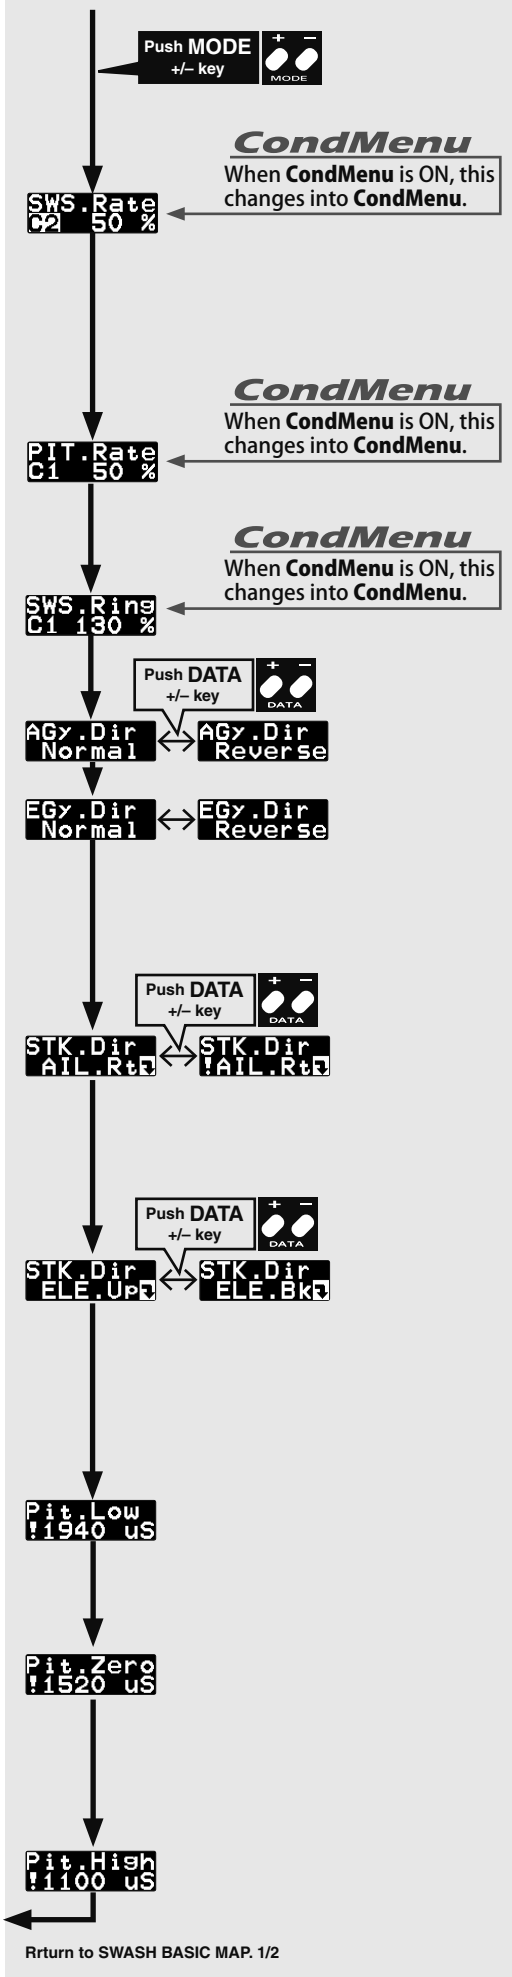 Push MODE
+/– key
+ –
MODE
CondMenu
When CondMenu is ON, this
changes into CondMenu.
SWS.Rate
50 %
CondMenu
When CondMenu is ON, this
changes into CondMenu.
PIT.Rate
C1 50 %
CondMenu
When CondMenu is ON, this
changes into CondMenu.
SWS.Ring
C1 130 %
Push DATA
+/– key
+ –
DATA
AGy.Dir
Normal
AGy.Dir
Reverse
EGy.Dir
Normal
EGy.Dir
Reverse
Push DATA
+/– key
+ –
DATA
STK.Dir
AIL.Rt
STK.Dir
!AIL.Rt
Push DATA
+/– key
+ –
DATA
STK.Dir
ELE.Up
STK.Dir
ELE.Bk
Pit.Low
!1940 uS
Pit.Zero
!1520 uS
Pit.High
!1100 uS
Rrturn to SWASH BASIC MAP. 1/2